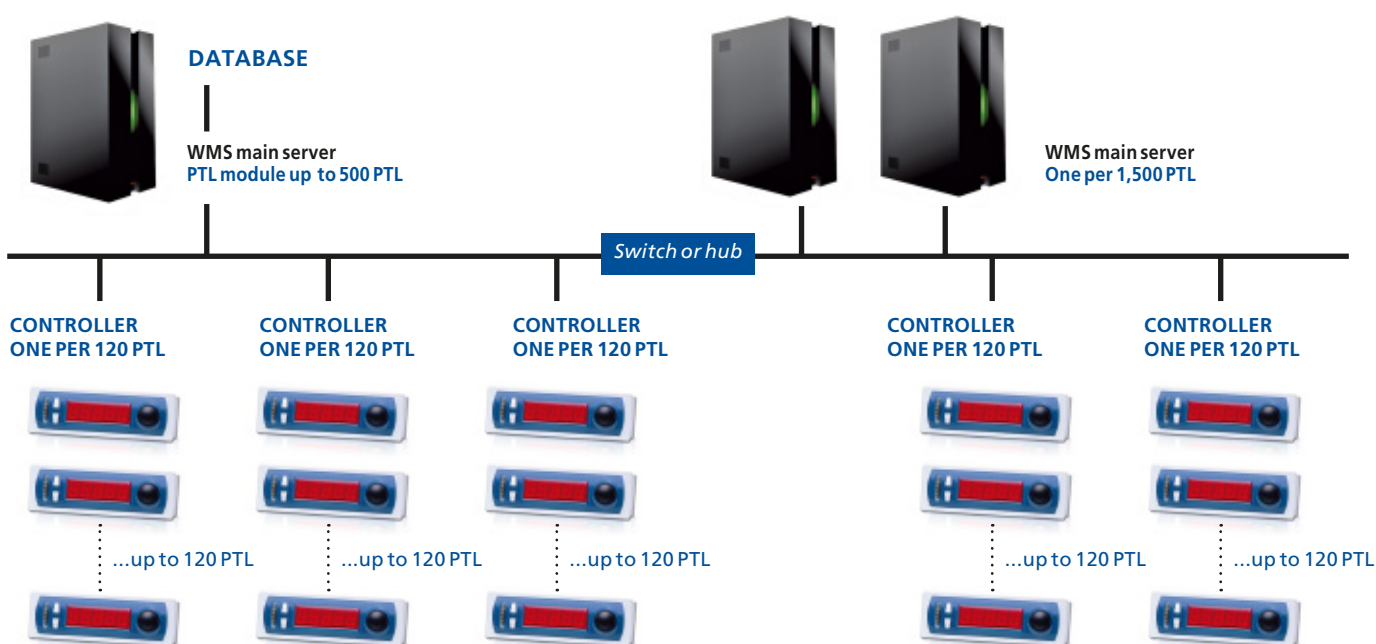 DATABASE
WMS main server
PTL module up to 500 PTL
WMS main server
One per 1,500 PTL
Switch or hub
CONTROLLER
ONE PER 120 PTL
CONTROLLER
ONE PER 120 PTL
CONTROLLER
ONE PER 120 PTL
CONTROLLER
ONE PER 120 PTL
CONTROLLER
ONE PER 120 PTL
...up to 120 PTL
...up to 120 PTL
...up to 120 PTL
...up to 120 PTL
...up to 120 PTL